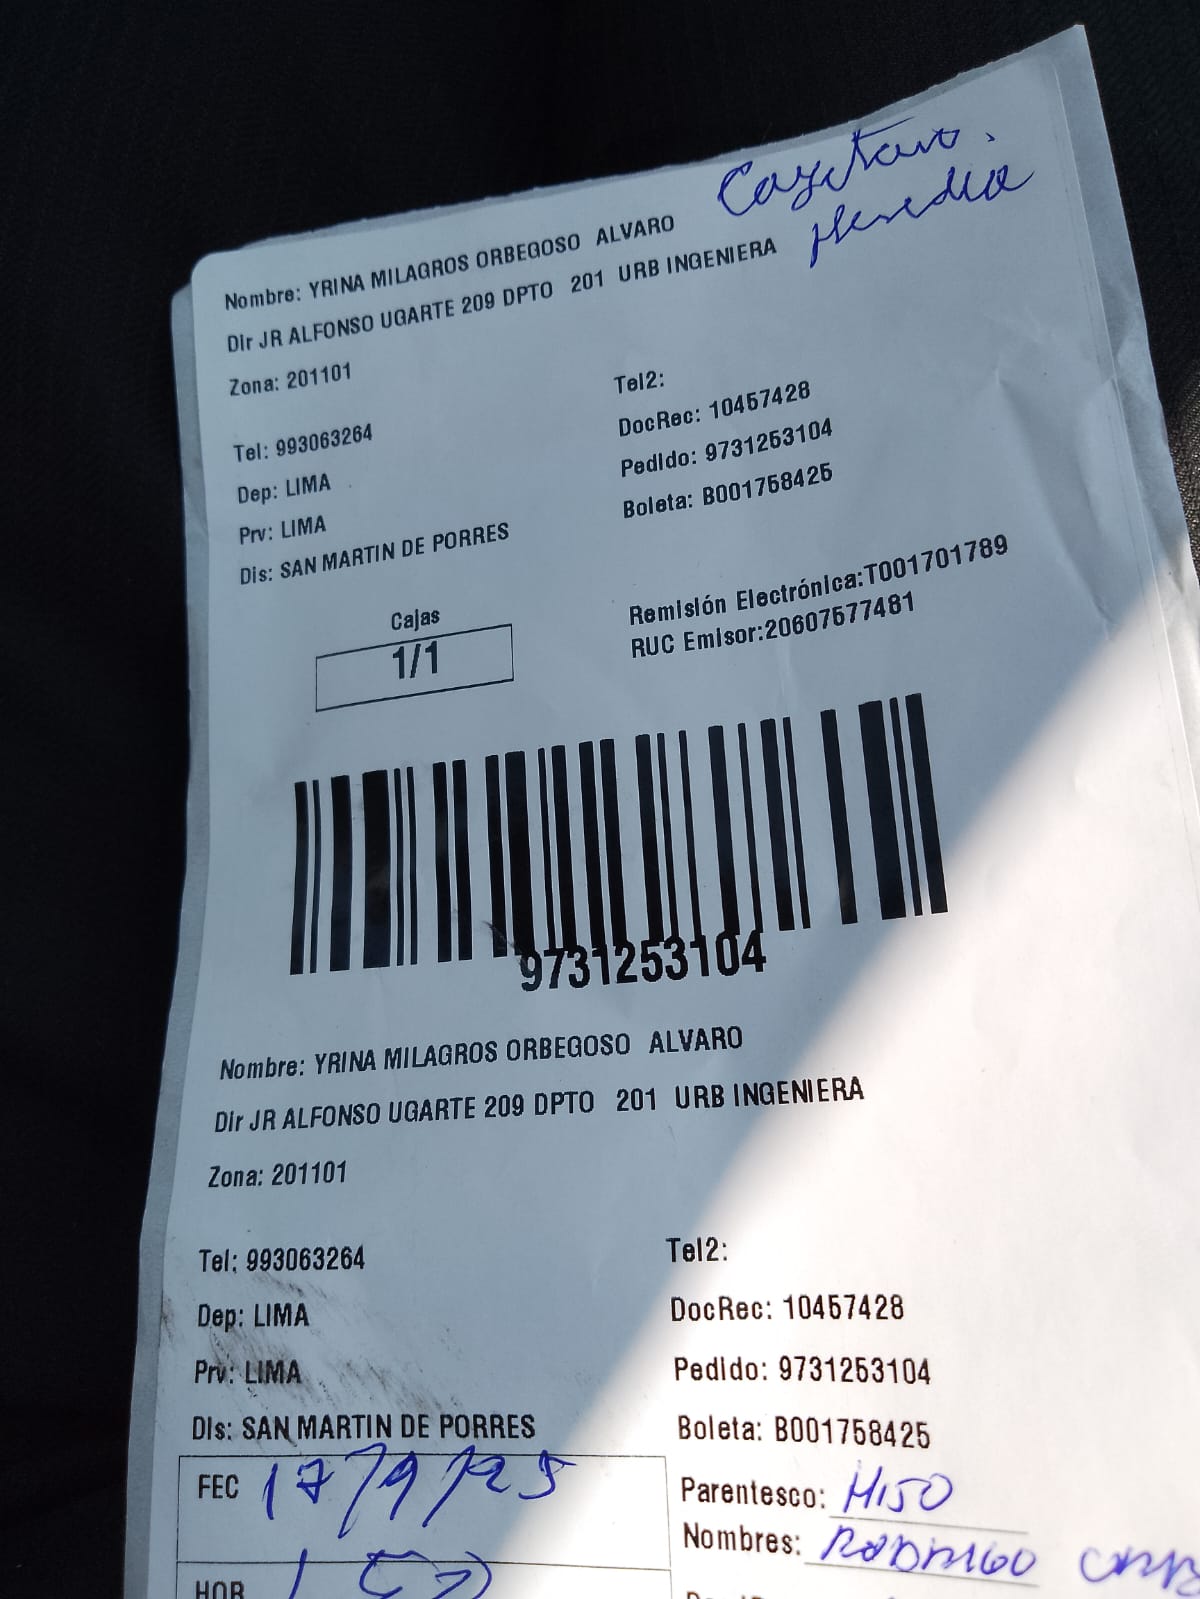 Cayetano.
Heredia
Nombre: YRINA MILAGROS ORBEGOSO ALVARO
Dir JR ALFONSO UGARTE 209 DPTO 201 URB INGENIERA
Zona: 201101
Tel2:
Tel: 993063264
DocRec: 10457428
Dep: LIMA
Pedido: 9731253104
Prv: LIMA
Boleta: B001758425
Dis: SAN MARTIN DE PORRES
Cajas
1/1
Remisión Electrónica:T001701789
RUC Emisor:20607577481
9731253104
Nombre: YRINA MILAGROS ORBEGOSO ALVARO
Dir JR ALFONSO UGARTE 209 DPTO 201 URB INGENIERA
Zona: 201101
Tel: 993063264
Tel2:
Dep: LIMA
DocRec: 10457428
Prv: LIMA
Pedido: 9731253104
Dis: SAN MARTIN DE PORRES
Boleta: B001758425
FEC 17/9/25
Parentesco: HIJO
Nombres: RODRIGO
HOR